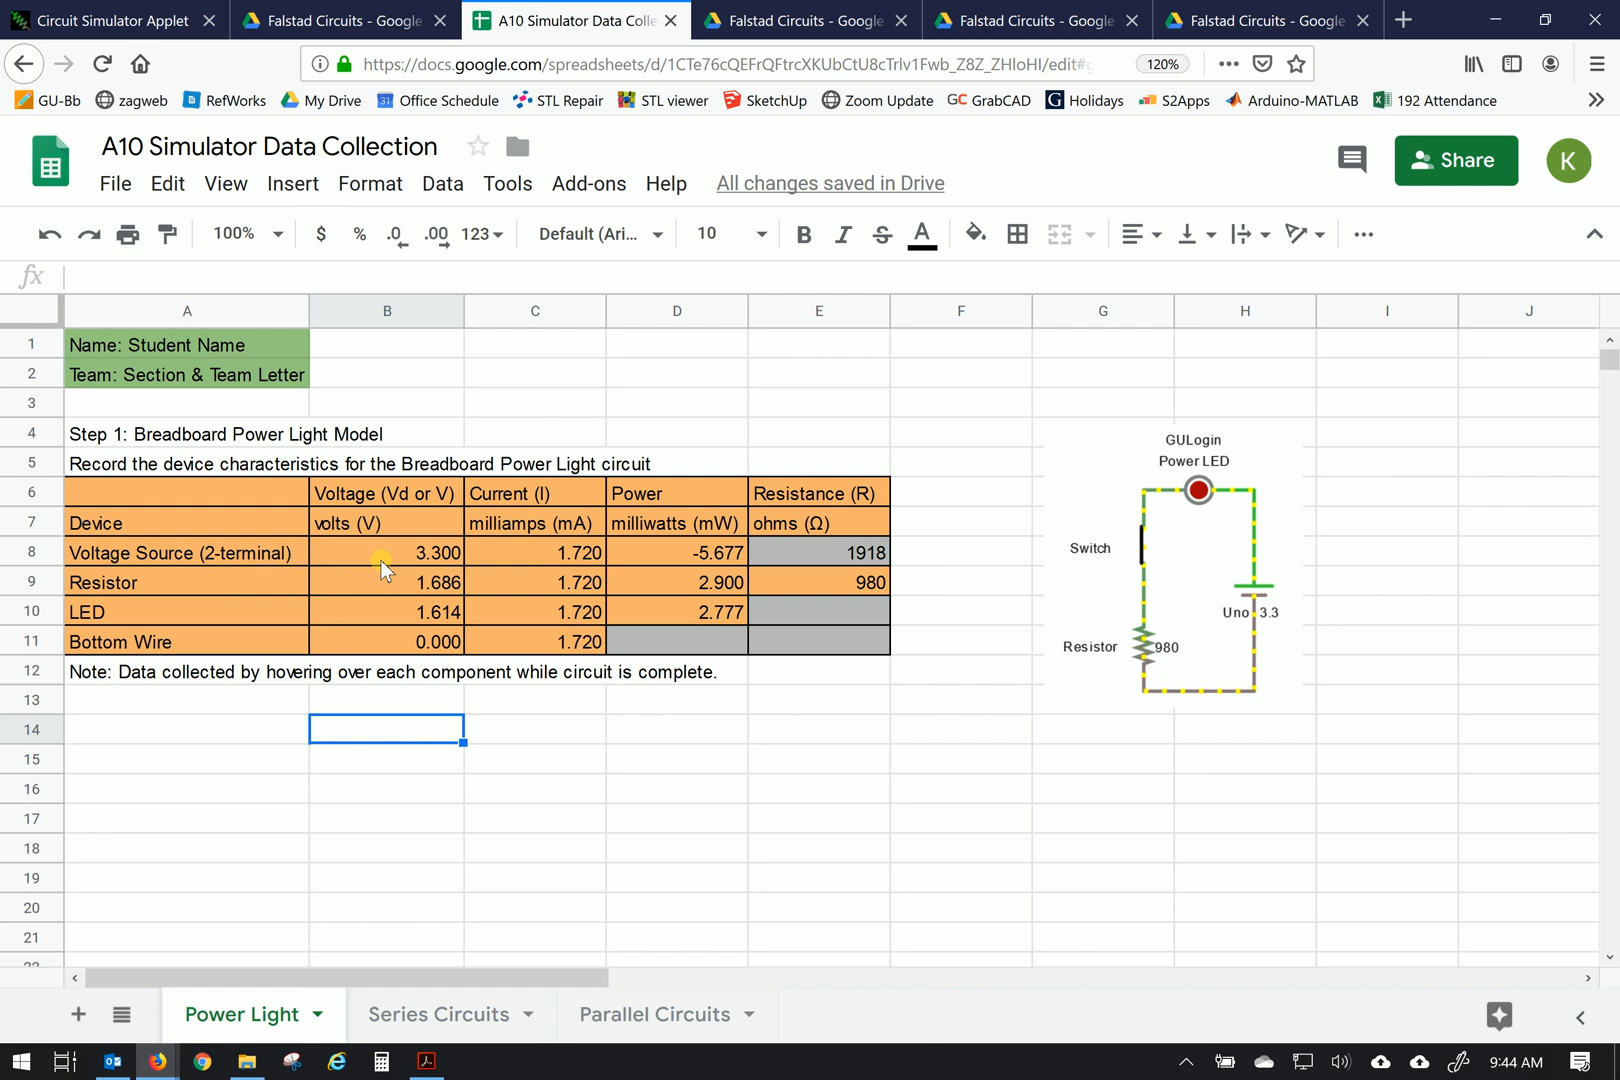 Circuit Simulator Applet
Falstad Circuits - Google
A10 Simulator Data Colle
Falstad Circuits - Google
Falstad Circuits - Google
Falstad Circuits - Google
https://docs.google.com/spreadsheets/d/1CTe76cQEFrQFtrcXKUbCtU8cTrlv1Fwb_Z8Z_ZHIoHI/edit#
120%
GU-Bb zagweb RefWorks My Drive Office Schedule STL Repair STL viewer SketchUp Zoom Update GC GrabCAD G Holidays S2Apps Arduino-MATLAB 192 Attendance
31
A10 Simulator Data Collection
Share
K
File Edit View Insert Format Data Tools Add-ons Help All changes saved in Drive
100% $ % .0 .00 123 Default (Ari... 10 B I S A
fx
A B C D E F G H I J
1 Name: Student Name
2 Team: Section & Team Letter
3
4 Step 1: Breadboard Power Light Model
5 Record the device characteristics for the Breadboard Power Light circuit
6 Voltage (Vd or V) Current (I) Power Resistance (R)
7 Device volts (V) milliamps (mA) milliwatts (mW) ohms (Ω)
8 Voltage Source (2-terminal) 3.300 1.720 -5.677 1918
9 Resistor 1.686 1.720 2.900 980
10 LED 1.614 1.720 2.777
11 Bottom Wire 0.000 1.720
12 Note: Data collected by hovering over each component while circuit is complete.
13
14
15
16
17
18
19
20
21
22
GULogin
Power LED
Switch
Uno 3.3
Resistor 980
Power Light Series Circuits Parallel Circuits
9:44 AM